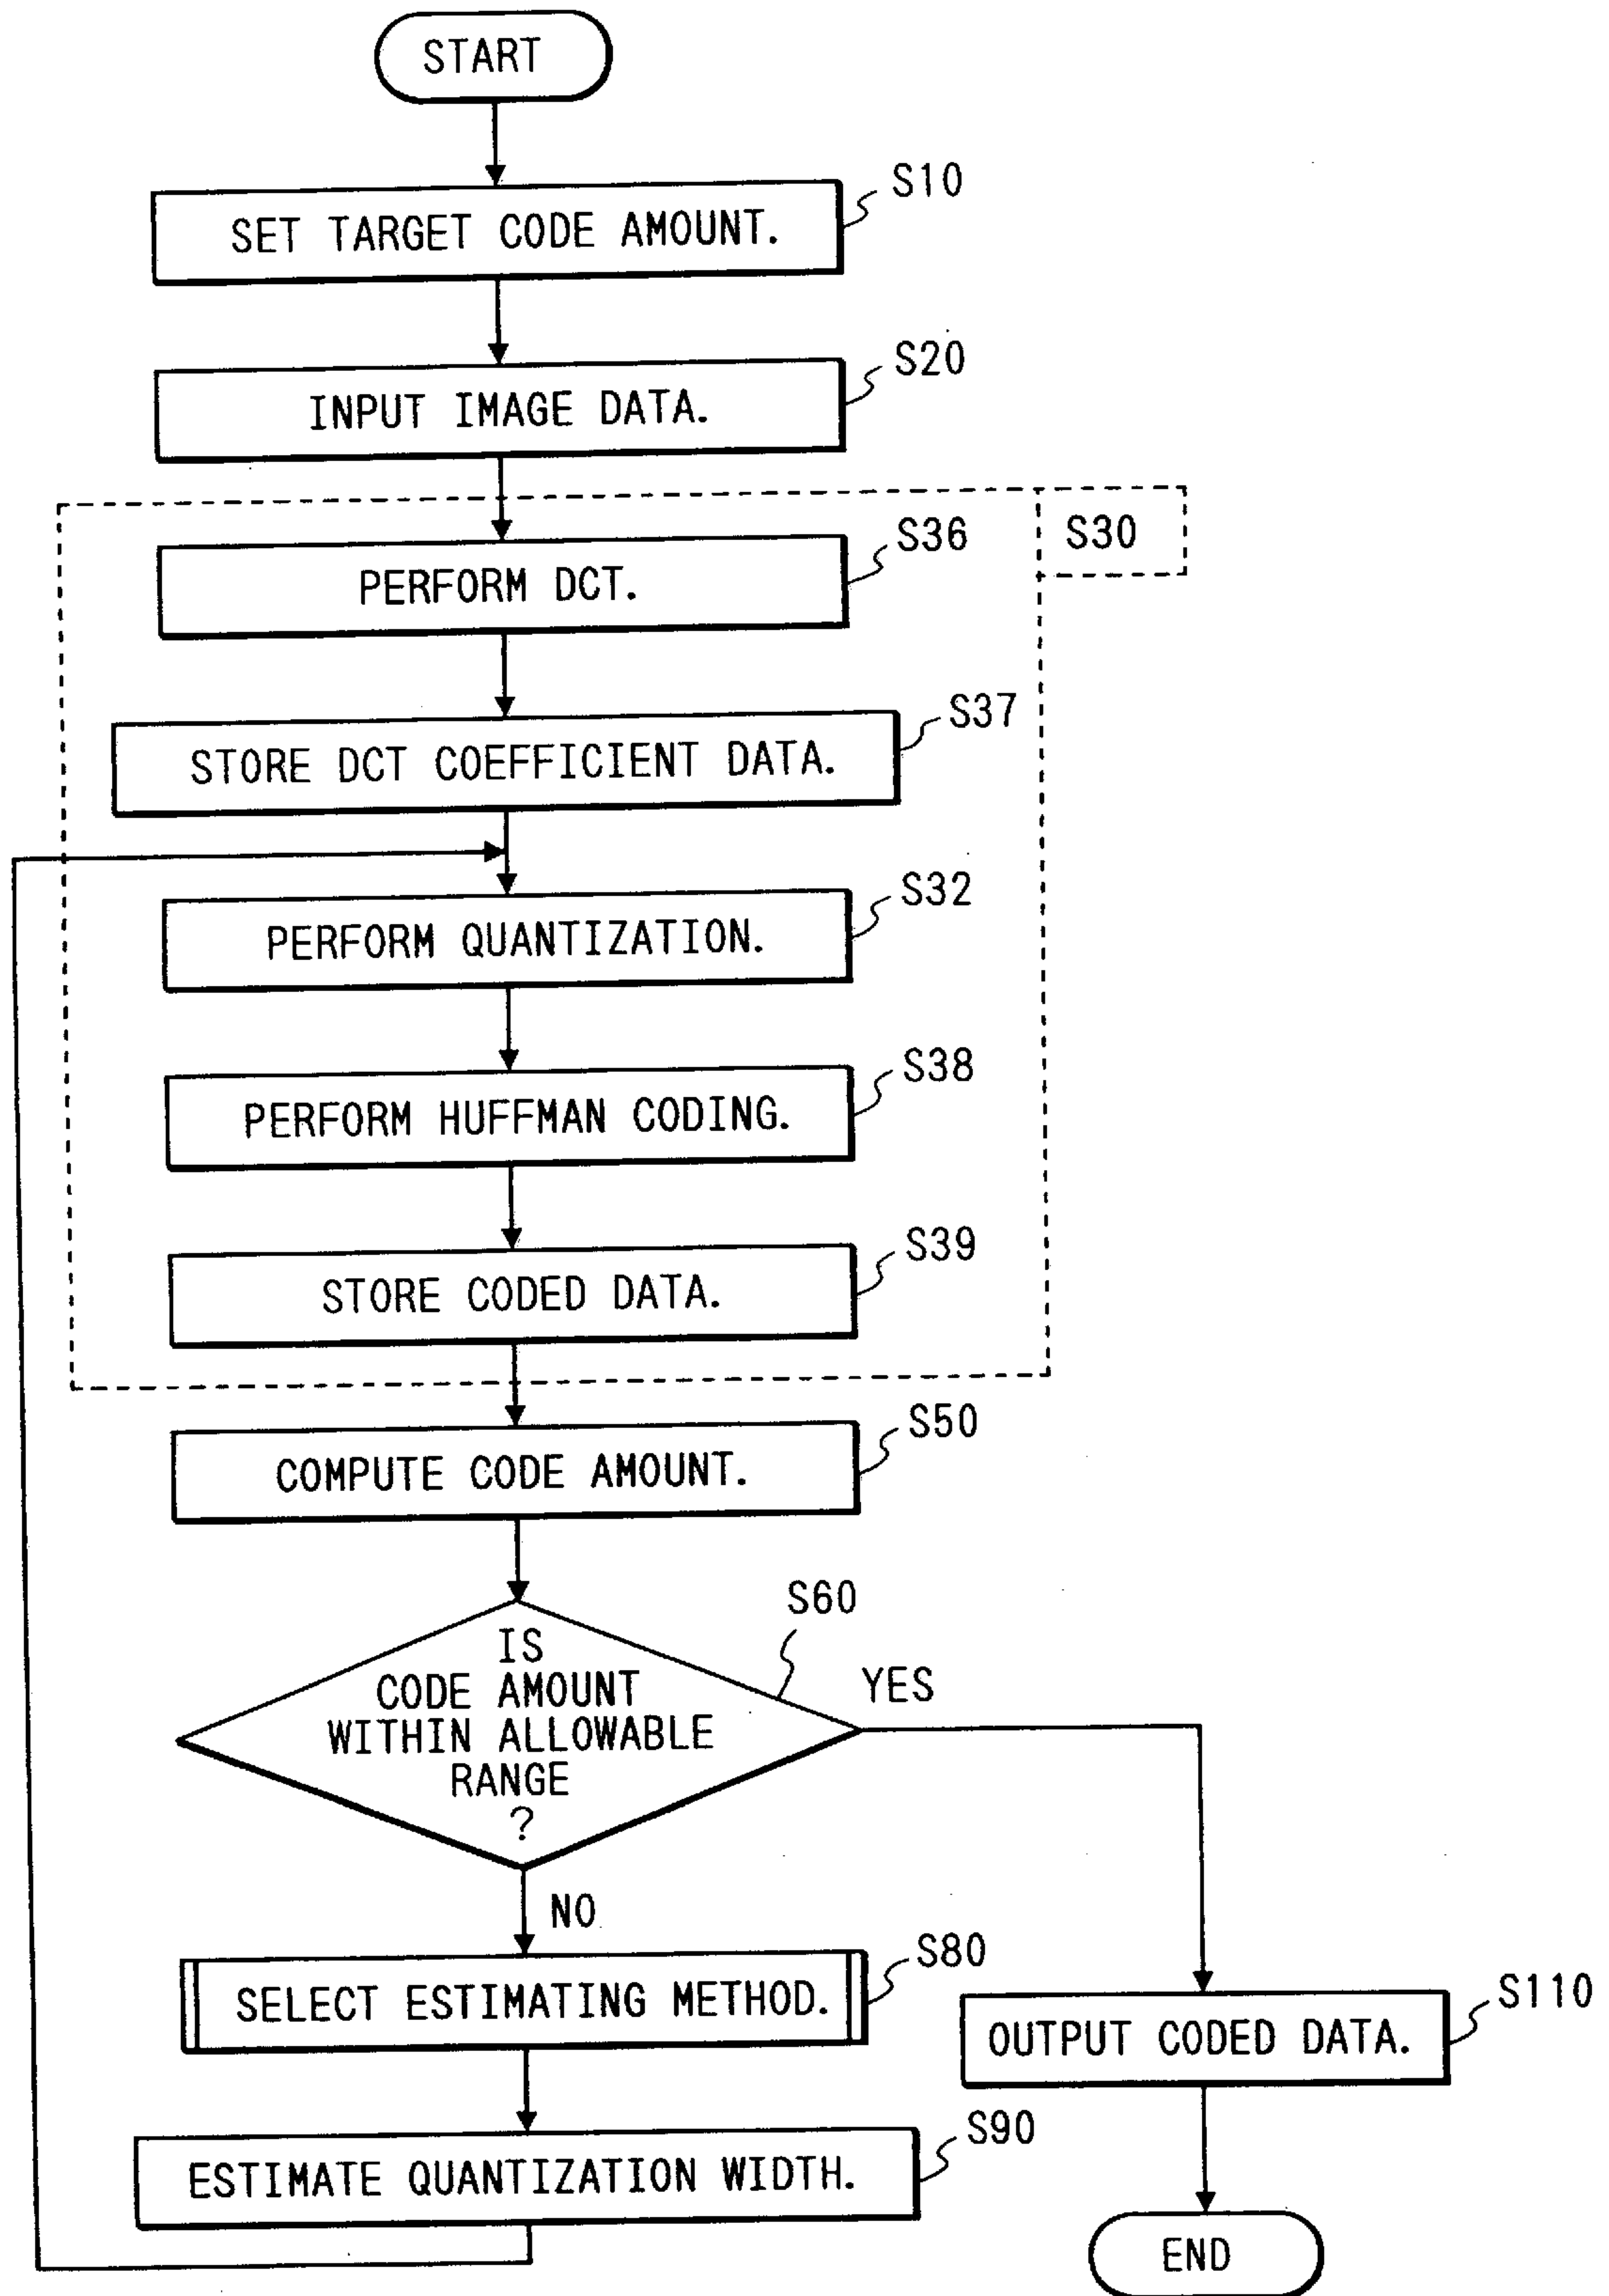 START
S10
SET TARGET CODE AMOUNT.
S20
INPUT IMAGE DATA.
S30
S36
PERFORM DCT.
S37
STORE DCT COEFFICIENT DATA.
S32
PERFORM QUANTIZATION.
S38
PERFORM HUFFMAN CODING.
S39
STORE CODED DATA.
S50
COMPUTE CODE AMOUNT.
S60
IS
CODE AMOUNT
WITHIN ALLOWABLE
RANGE
?
YES
NO
S80
SELECT ESTIMATING METHOD.
S110
OUTPUT CODED DATA.
S90
ESTIMATE QUANTIZATION WIDTH.
END